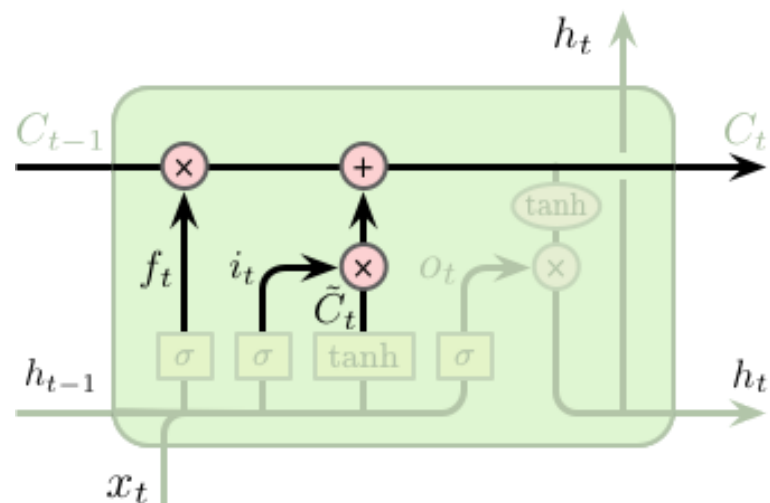 h_t
C_{t-1} C_t
× +
tanh
f_t i_t × o_t ×
C̃_t
σ σ tanh σ
h_{t-1} h_t
x_t